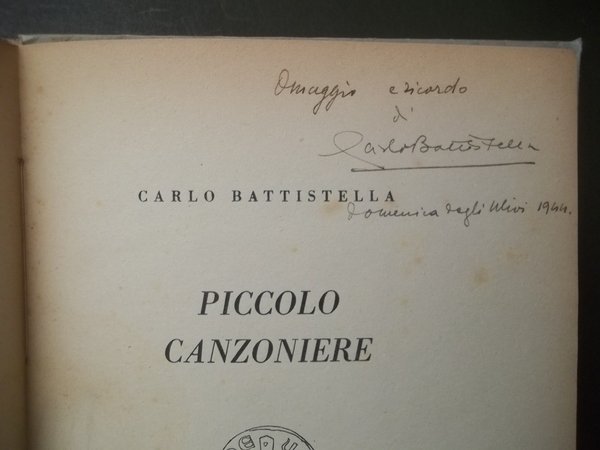 Omaggio e ricordo
di
Carlo Battistella
CARLO BATTISTELLA
domenica degli Ulivi 1944.
PICCOLO
CANZONIERE